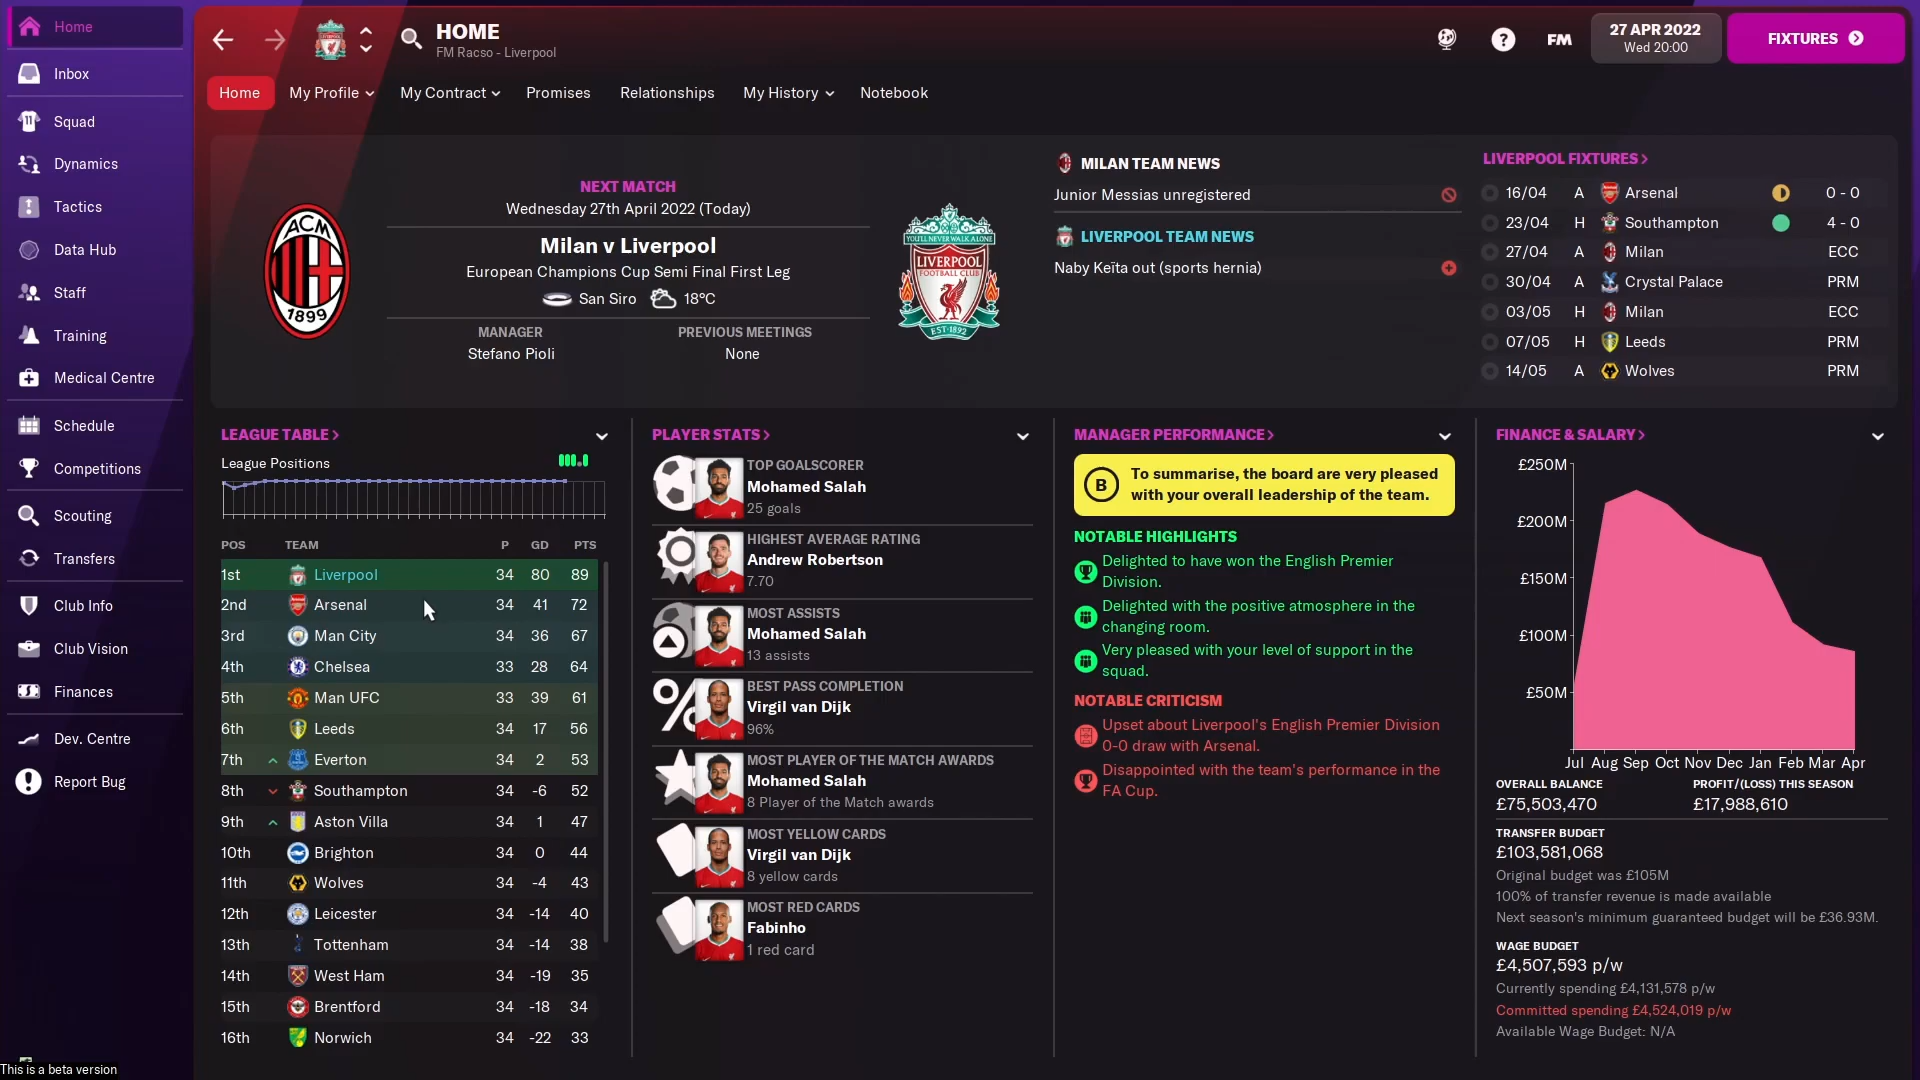 Home
Inbox
Squad
Dynamics
Tactics
Data Hub
Staff
Training
Medical Centre
Schedule
Competitions
Scouting
Transfers
Club Info
Club Vision
Finances
Dev. Centre
Report Bug
This is a beta version
HOME
FM Racso - Liverpool
FM
27 APR 2022
Wed 20:00
FIXTURES
Home My Profile My Contract Promises Relationships My History Notebook
ACM
1899
NEXT MATCH
Wednesday 27th April 2022 (Today)
Milan v Liverpool
European Champions Cup Semi Final First Leg
San Siro 18°C
MANAGER PREVIOUS MEETINGS
Stefano Pioli None
YOU'LL NEVER WALK ALONE
LIVERPOOL
FOOTBALL CLUB
EST·1892
MILAN TEAM NEWS
Junior Messias unregistered
LIVERPOOL TEAM NEWS
Naby Keïta out (sports hernia)
LIVERPOOL FIXTURES
16/04 A Arsenal 0 - 0
23/04 H Southampton 4 - 0
27/04 A Milan ECC
30/04 A Crystal Palace PRM
03/05 H Milan ECC
07/05 H Leeds PRM
14/05 A Wolves PRM
LEAGUE TABLE
League Positions
POS TEAM P GD PTS
1st Liverpool 34 80 89
2nd Arsenal 34 41 72
3rd Man City 34 36 67
4th Chelsea 33 28 64
5th Man UFC 33 39 61
6th Leeds 34 17 56
7th Everton 34 2 53
8th Southampton 34 -6 52
9th Aston Villa 34 1 47
10th Brighton 34 0 44
11th Wolves 34 -4 43
12th Leicester 34 -14 40
13th Tottenham 34 -14 38
14th West Ham 34 -19 35
15th Brentford 34 -18 34
16th Norwich 34 -22 33
PLAYER STATS
TOP GOALSCORER
Mohamed Salah
25 goals
HIGHEST AVERAGE RATING
Andrew Robertson
7.70
MOST ASSISTS
Mohamed Salah
13 assists
BEST PASS COMPLETION
Virgil van Dijk
96%
MOST PLAYER OF THE MATCH AWARDS
Mohamed Salah
8 Player of the Match awards
MOST YELLOW CARDS
Virgil van Dijk
8 yellow cards
MOST RED CARDS
Fabinho
1 red card
MANAGER PERFORMANCE
B
To summarise, the board are very pleased
with your overall leadership of the team.
NOTABLE HIGHLIGHTS
Delighted to have won the English Premier
Division.
Delighted with the positive atmosphere in the
changing room.
Very pleased with your level of support in the
squad.
NOTABLE CRITICISM
Upset about Liverpool's English Premier Division
0-0 draw with Arsenal.
Disappointed with the team's performance in the
FA Cup.
FINANCE & SALARY
£250M
£200M
£150M
£100M
£50M
Jul Aug Sep Oct Nov Dec Jan Feb Mar Apr
OVERALL BALANCE PROFIT/(LOSS) THIS SEASON
£75,503,470 £17,988,610
TRANSFER BUDGET
£103,581,068
Original budget was £105M
100% of transfer revenue is made available
Next season's minimum guaranteed budget will be £36.93M.
WAGE BUDGET
£4,507,593 p/w
Currently spending £4,131,578 p/w
Committed spending £4,524,019 p/w
Available Wage Budget: N/A